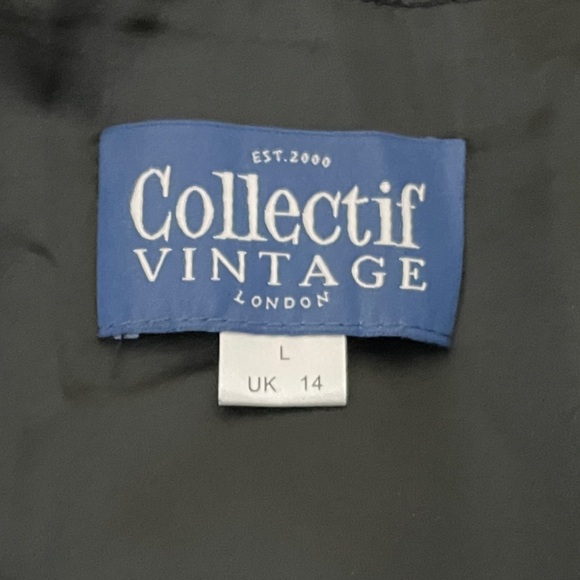 EST.2000
Collectif
VINTAGE
LONDON
L
UK 14